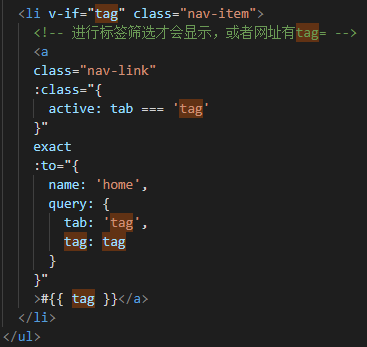 <li v-if="tag" class="nav-item">
<!-- 进行标签筛选才会显示，或者网址有tag= -->
<a
class="nav-link"
:class="{
active: tab === 'tag'
}"
exact
:to="{
name: 'home',
query: {
tab: 'tag',
tag: tag
}
}"
>#{{ tag }}</a>
</li>
</ul>